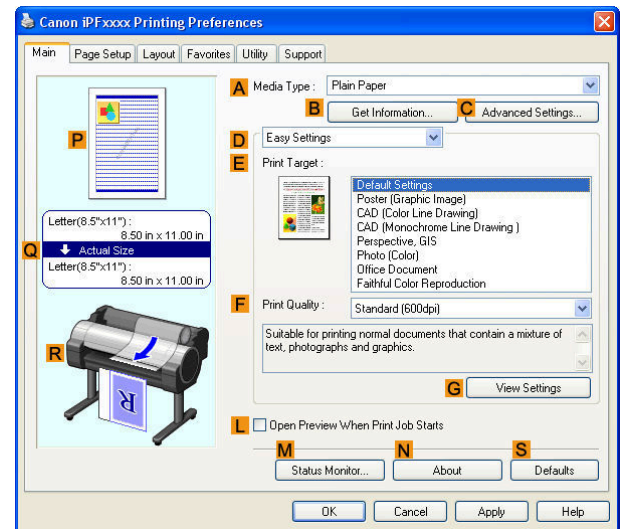 Canon iPFxxxx Printing Preferences
Main Page Setup Layout Favorites Utility Support
A Media Type : Plain Paper
B Get Information... C Advanced Settings...
P
D Easy Settings
E Print Target :
Default Settings
Poster (Graphic Image)
CAD (Color Line Drawing)
CAD (Monochrome Line Drawing )
Perspective, GIS
Photo (Color)
Office Document
Faithful Color Reproduction
Letter(8.5"x11") :
8.50 in x 11.00 in
Q Actual Size
Letter(8.5"x11") :
8.50 in x 11.00 in
F Print Quality : Standard (600dpi)
Suitable for printing normal documents that contain a mixture of
text, photographs and graphics.
R
R
G View Settings
L Open Preview When Print Job Starts
M Status Monitor... N About S Defaults
OK Cancel Apply Help